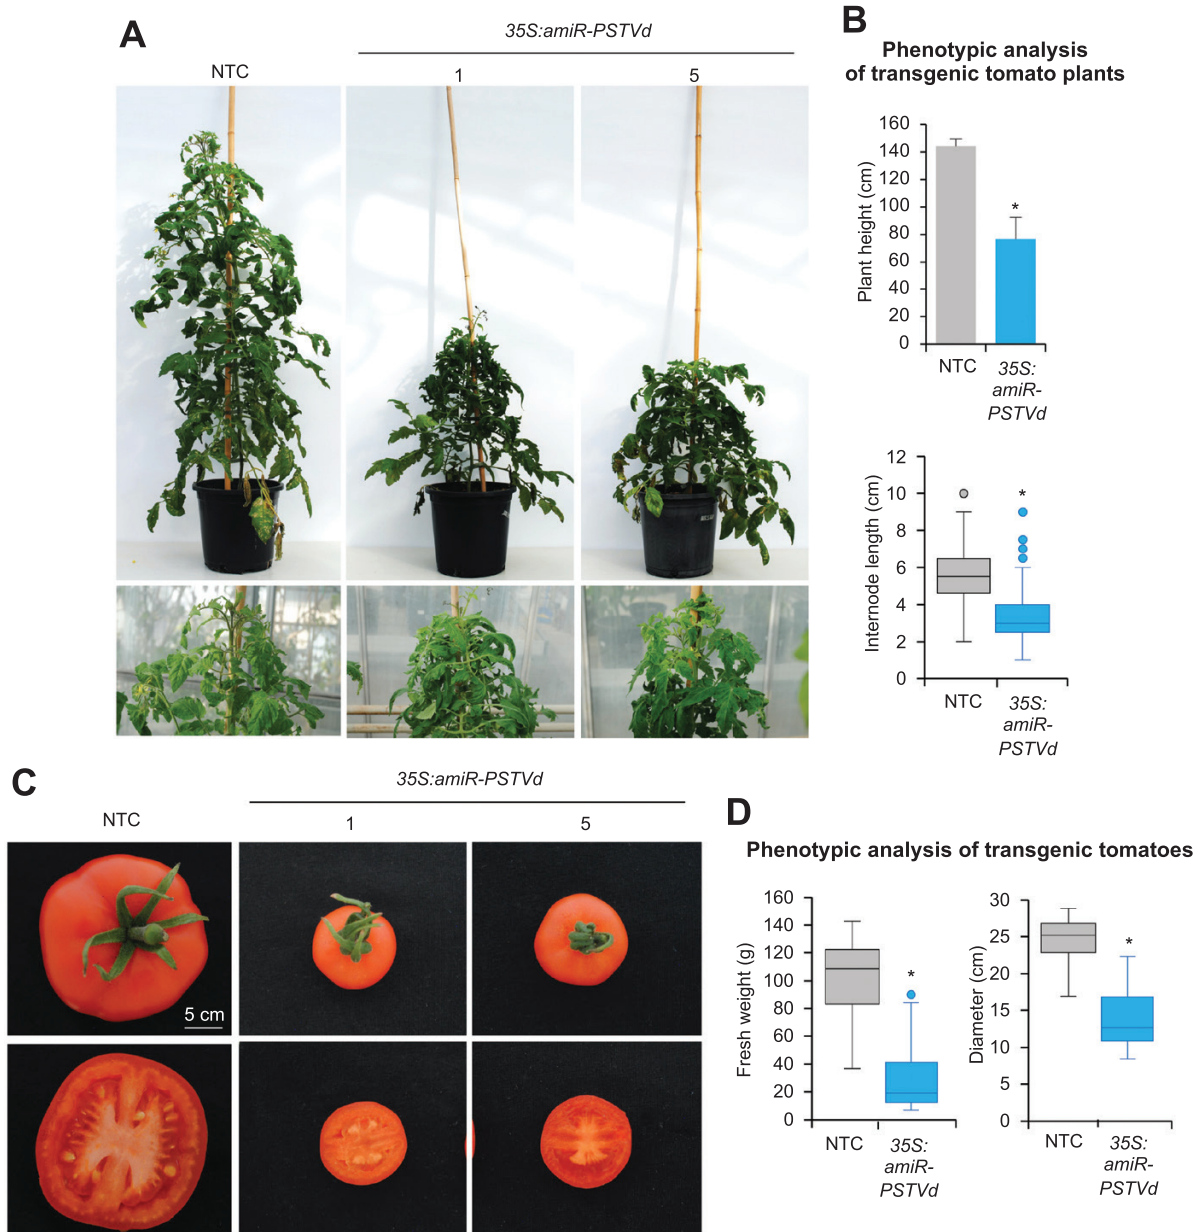 A
35S:amiR-PSTVd
NTC
1
5
B
Phenotypic analysis
of transgenic tomato plants
Plant height (cm)
160
140
120
100
80
60
40
20
0
*
NTC
35S:
amiR-
PSTVd
Internode length (cm)
12
10
8
6
4
2
0
*
NTC
35S:
amiR-
PSTVd
C
35S:amiR-PSTVd
NTC
1
5
5 cm
D
Phenotypic analysis of transgenic tomatoes
Fresh weight (g)
160
140
120
100
80
60
40
20
0
*
NTC
35S:
amiR-
PSTVd
Diameter (cm)
30
25
20
15
10
5
0
*
NTC
35S:
amiR-
PSTVd